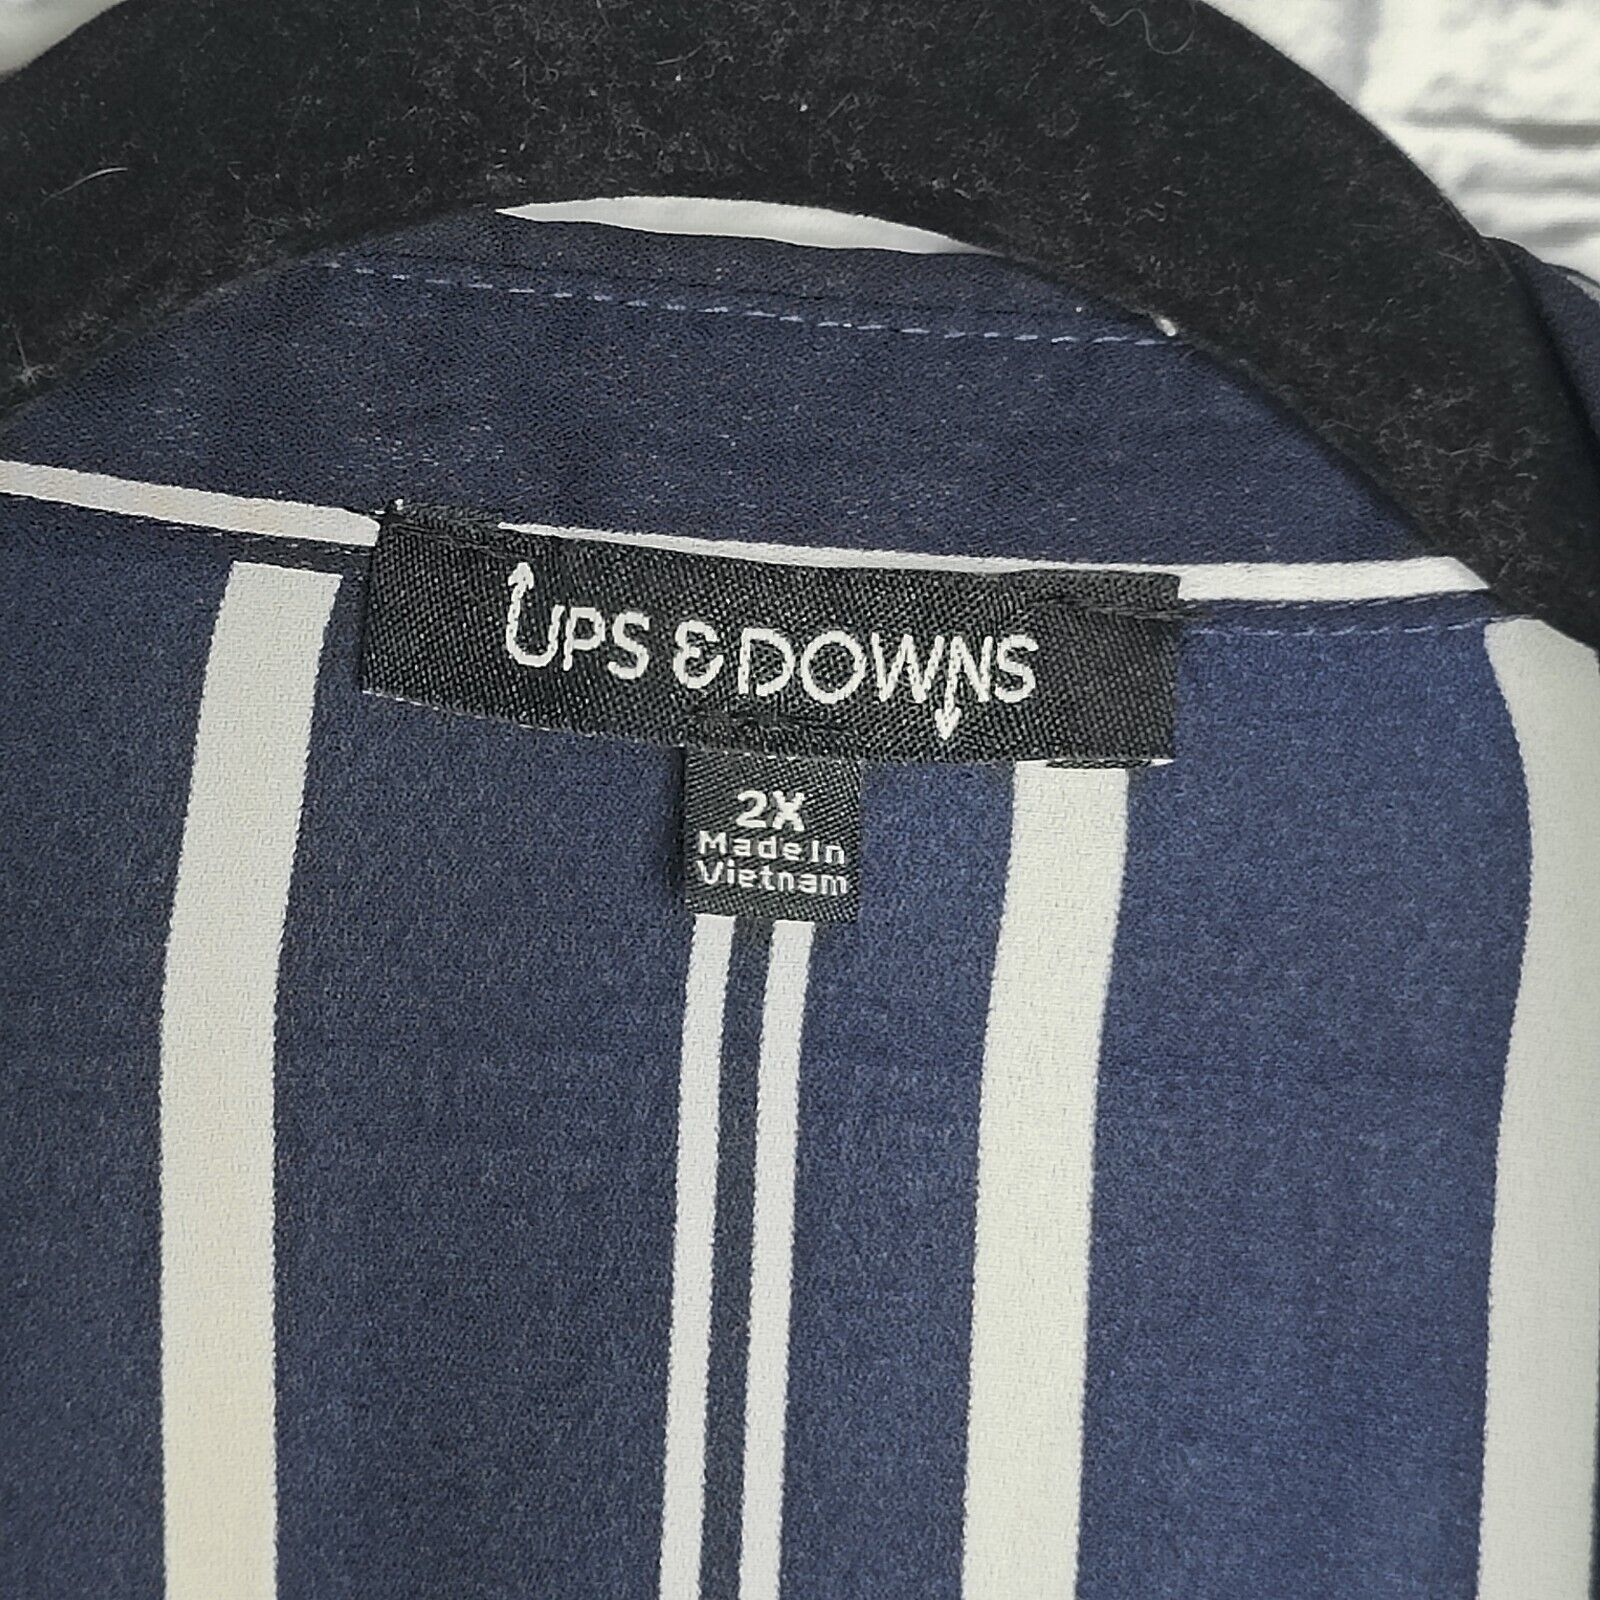 UPS & DOWNS
2X
Made In
Vietnam